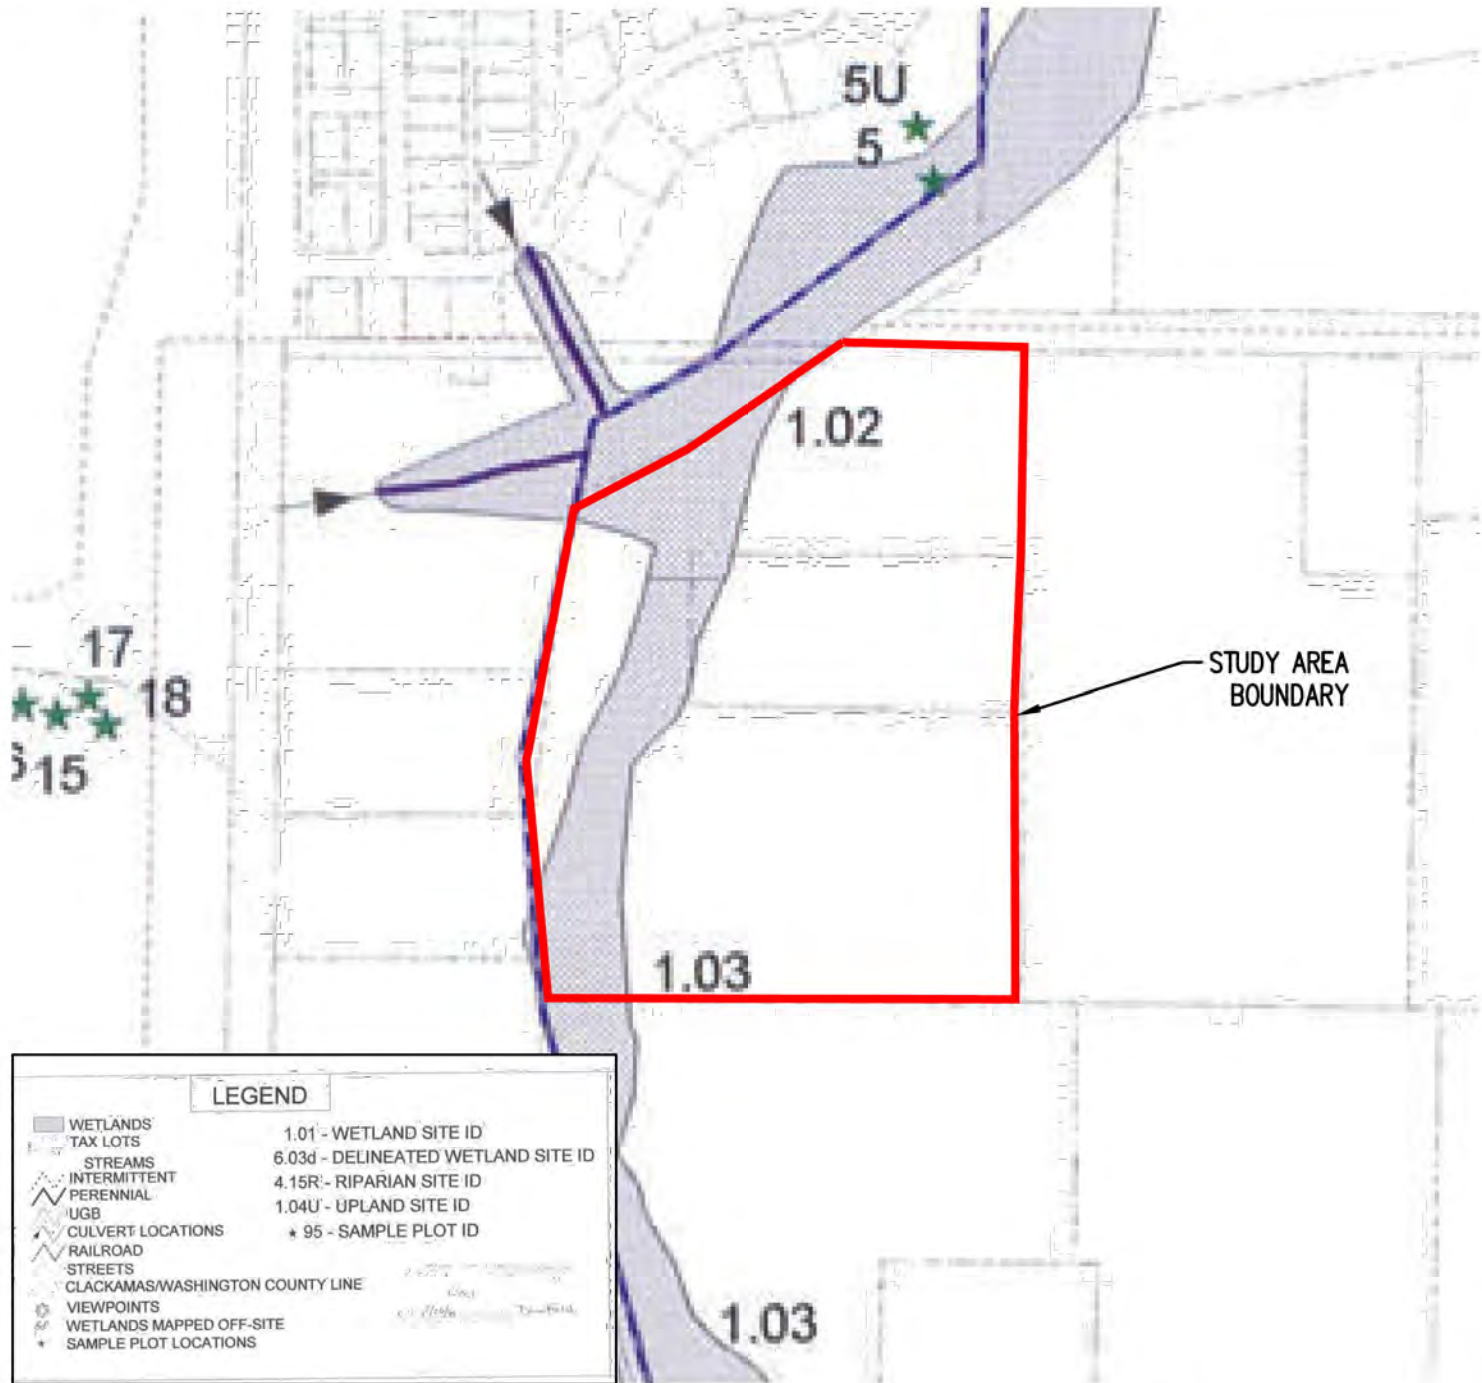 5U
5
1.02
STUDY AREA
BOUNDARY
17
18
15
1.03
LEGEND
WETLANDS
TAX LOTS
STREAMS
INTERMITTENT
PERENNIAL
UGB
CULVERT LOCATIONS
RAILROAD
STREETS
CLACKAMAS/WASHINGTON COUNTY LINE
VIEWPOINTS
WETLANDS MAPPED OFF-SITE
SAMPLE PLOT LOCATIONS
1.01 - WETLAND SITE ID
6.03d - DELINEATED WETLAND SITE ID
4.15R - RIPARIAN SITE ID
1.04U - UPLAND SITE ID
★ 95 - SAMPLE PLOT ID
1.03